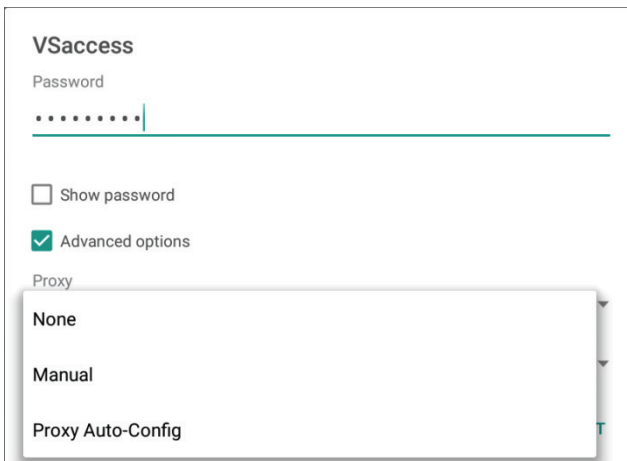 VSaccess
Password
•••••••••
Show password
Advanced options
Proxy
None
Manual
Proxy Auto-Config
T